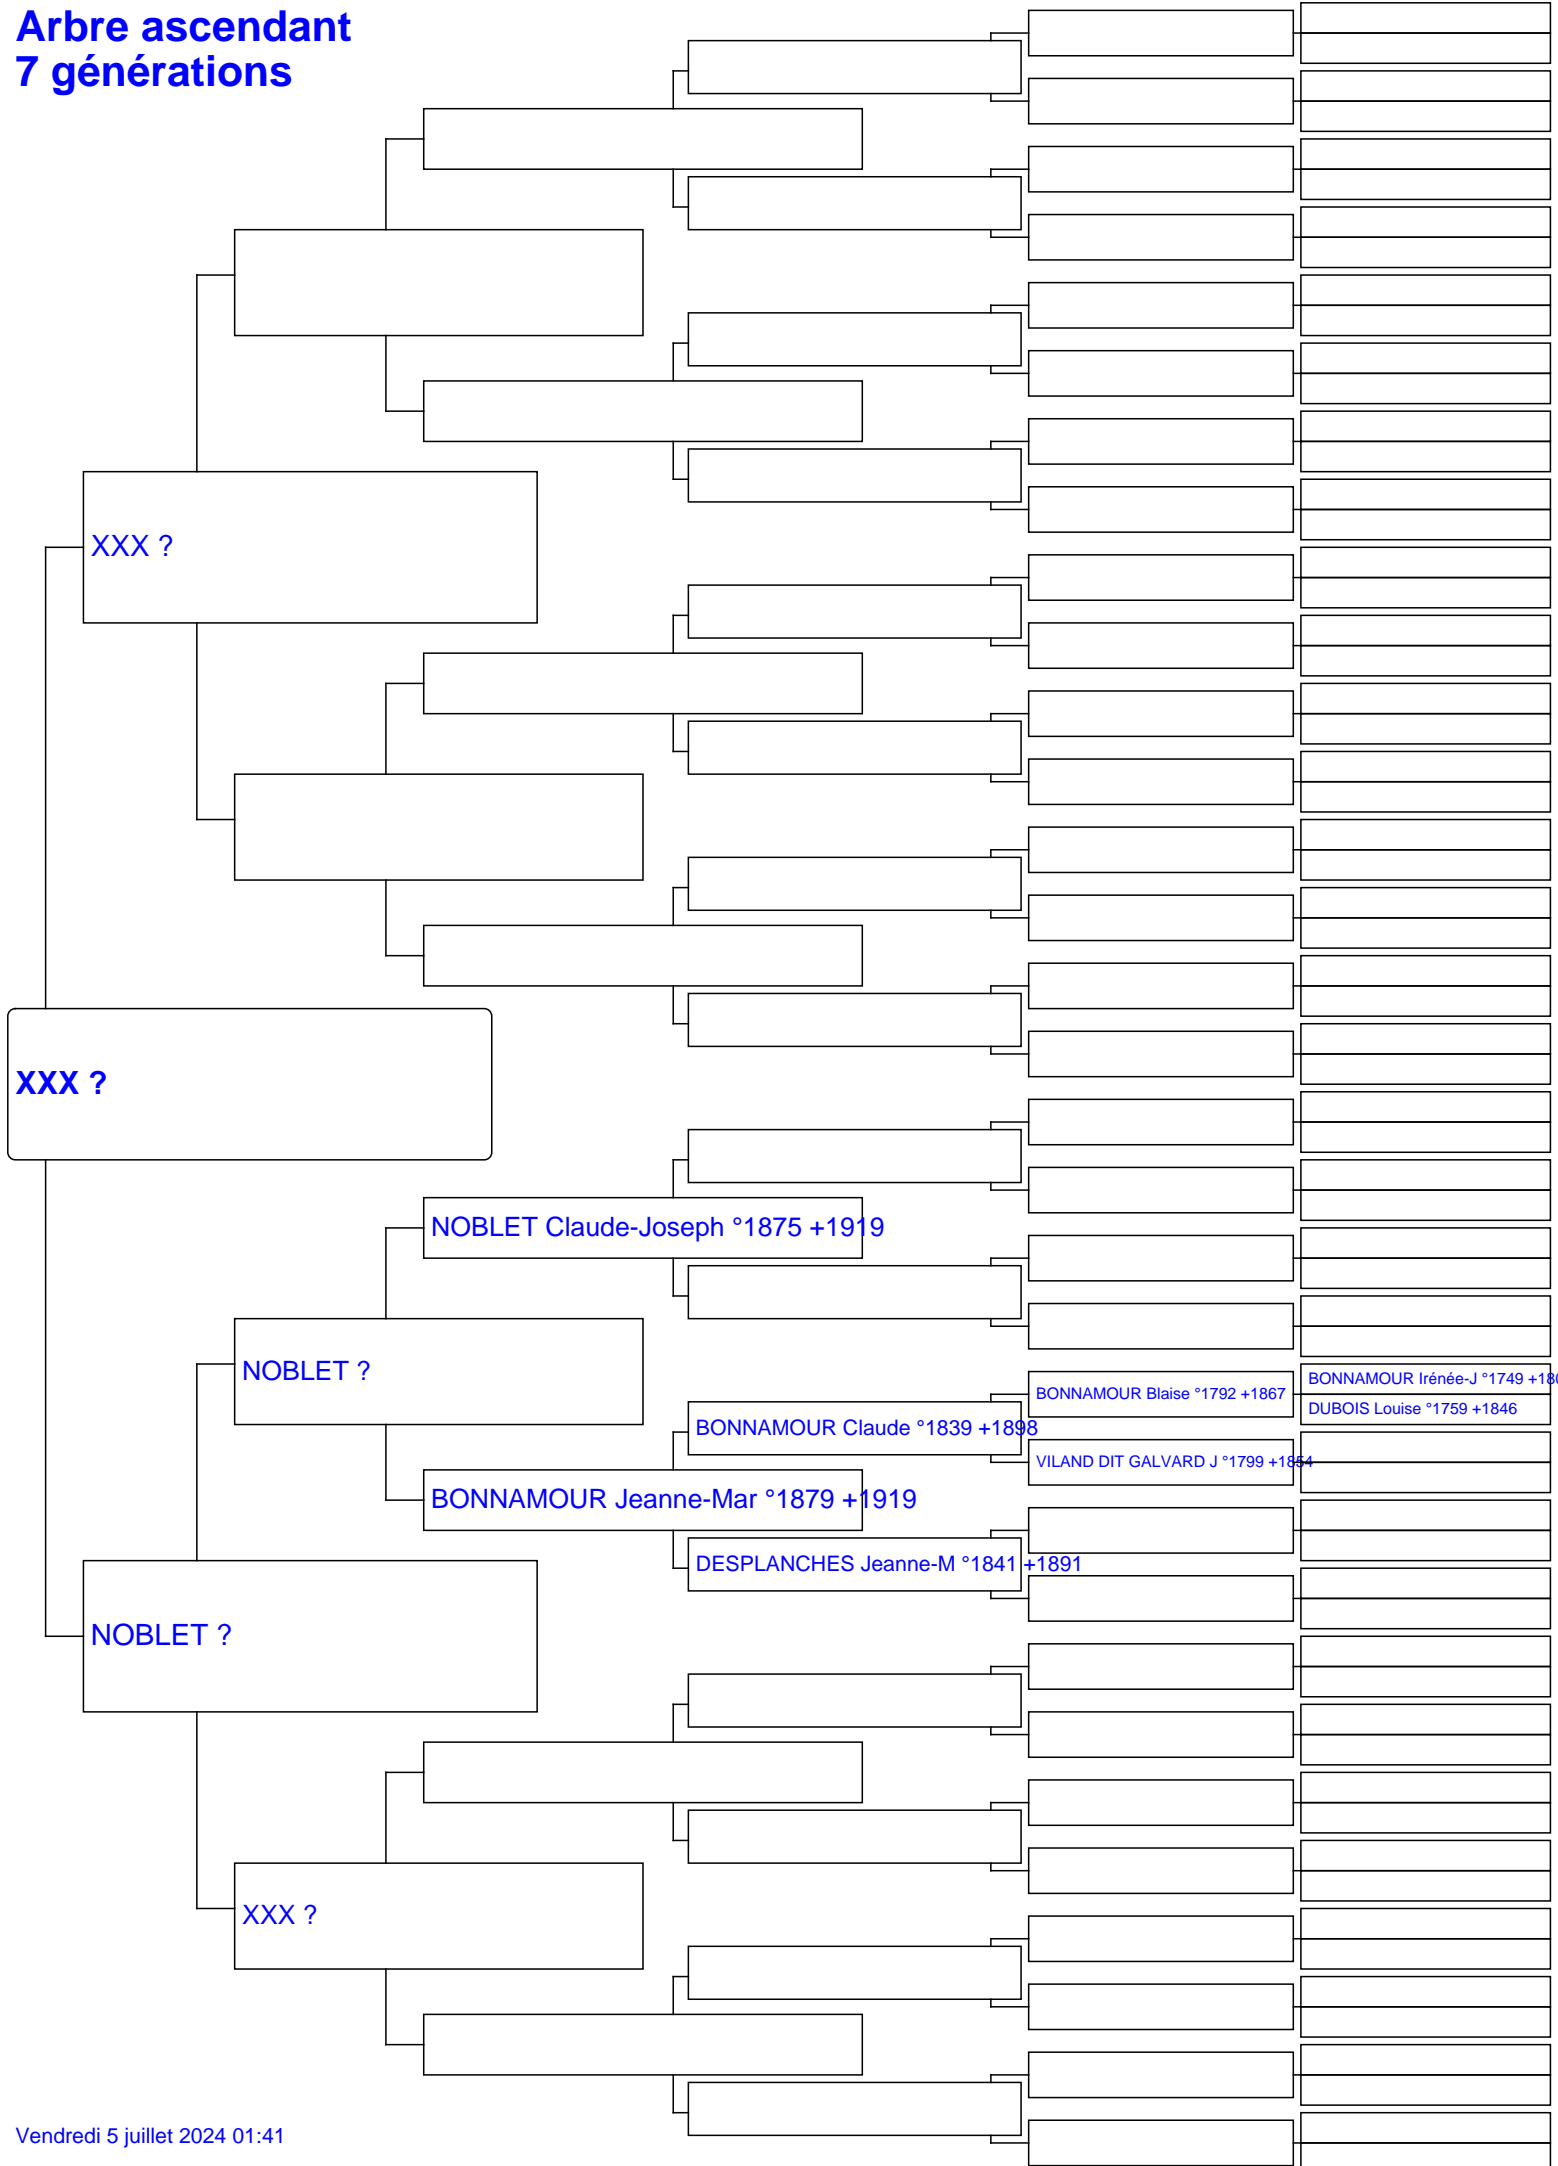 Arbre ascendant
7 générations
XXX ?
XXX ?
NOBLET Claude-Joseph °1875 +1919
NOBLET ?
BONNAMOUR Irénée-J °1749
BONNAMOUR Blaise °1792 +1867
DUBOIS Louise °1759 +1846
BONNAMOUR Claude °1839 +1898
VILAND DIT GALVARD J °1799 +1854
BONNAMOUR Jeanne-Mar °1879 +1919
DESPLANCHES Jeanne-M °1841 +1891
NOBLET ?
XXX ?
Vendredi 5 juillet 2024 01:41